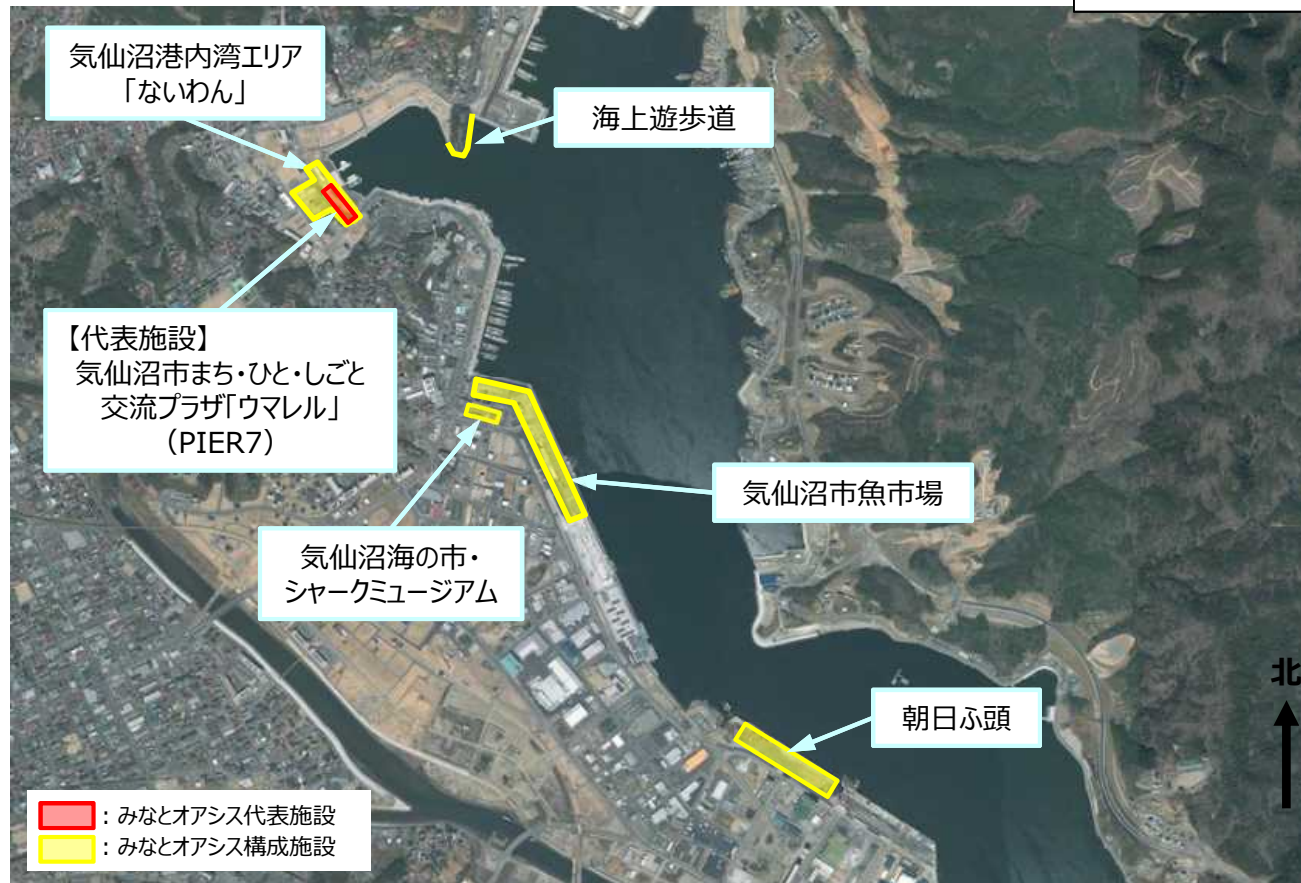 気仙沼港内湾エリア
「ないわん」
海上遊歩道
【代表施設】
気仙沼市まち・ひと・しごと
交流プラザ「ウマレル」
（PIER7）
気仙沼市魚市場
気仙沼海の市・
シャークミュージアム
朝日ふ頭
北
：みなとオアシス代表施設
：みなとオアシス構成施設